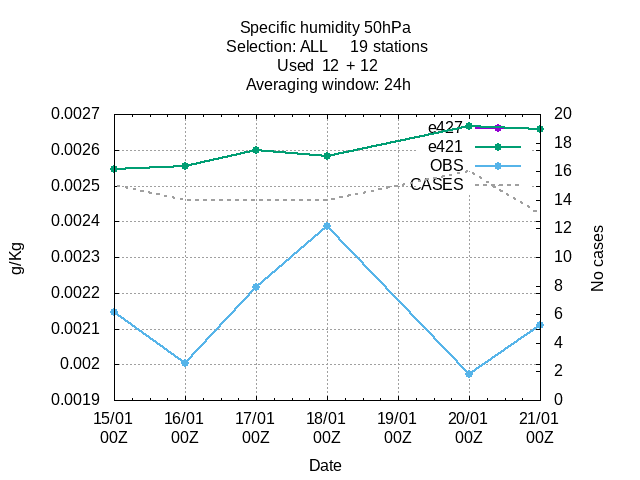 Specific humidity 50hPa
Selection: ALL 19 stations
Used 12 + 12
Averaging window: 24h
0.0027
0.0026
0.0025
0.0024
0.0023
0.0022
0.0021
0.002
0.0019
g/Kg
e427
e421
OBS
CASES
20
18
16
14
12
10
8
6
4
2
0
No cases
15/01 16/01 17/01 18/01 19/01 20/01 21/01
00Z 00Z 00Z 00Z 00Z 00Z 00Z
Date